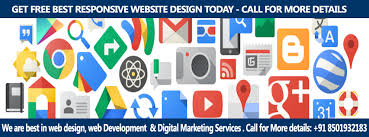 GET FREE BEST RESPONSIVE WEBSITE DESIGN TODAY - CALL FOR MORE DETAILS
g+
We are best in web design, web Development & Digital Marketing Services . Call for More details: +91 8501932183